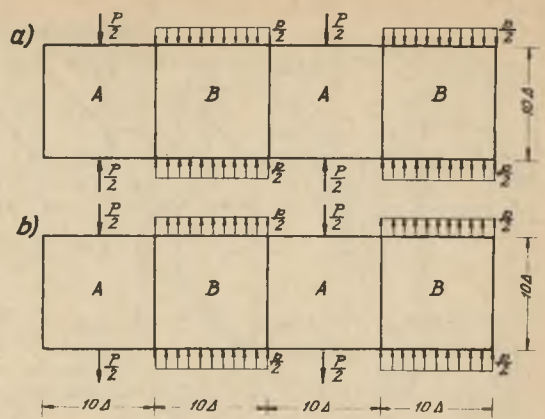 a) P/2 p/2 P/2 p/2
A B A B 10Δ
P/2 p/2 P/2 p/2
b) P/2 p/2 P/2 p/2
A B A B 10Δ
P/2 p/2 P/2 p/2
10Δ 10Δ 10Δ 10Δ